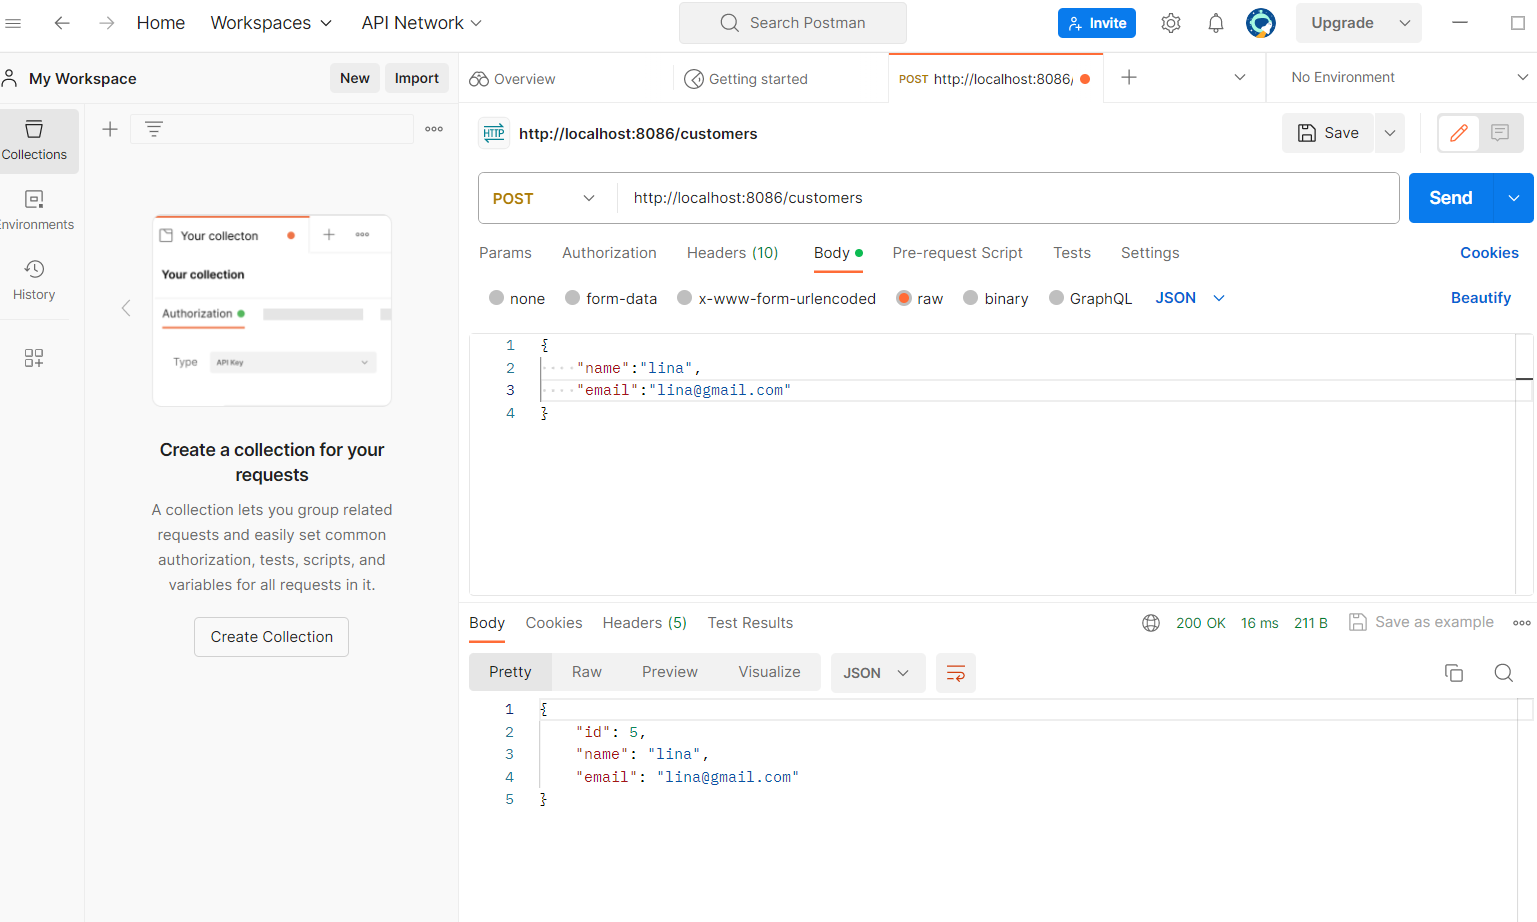 Home Workspaces API Network Search Postman Invite Upgrade
My Workspace New Import Overview Getting started POST http://localhost:8086/ No Environment
Collections
Environments
History
Your collecton
Your collection
Authorization
Type API Key
Create a collection for your
requests
A collection lets you group related
requests and easily set common
authorization, tests, scripts, and
variables for all requests in it.
Create Collection
HTTP http://localhost:8086/customers Save
POST http://localhost:8086/customers Send
Params Authorization Headers (10) Body Pre-request Script Tests Settings Cookies
none form-data x-www-form-urlencoded raw binary GraphQL JSON Beautify
1 {
2 "name":"lina",
3 "email":"lina@gmail.com"
4 }
Body Cookies Headers (5) Test Results 200 OK 16 ms 211 B Save as example
Pretty Raw Preview Visualize JSON
1 {
2 "id": 5,
3 "name": "lina",
4 "email": "lina@gmail.com"
5 }